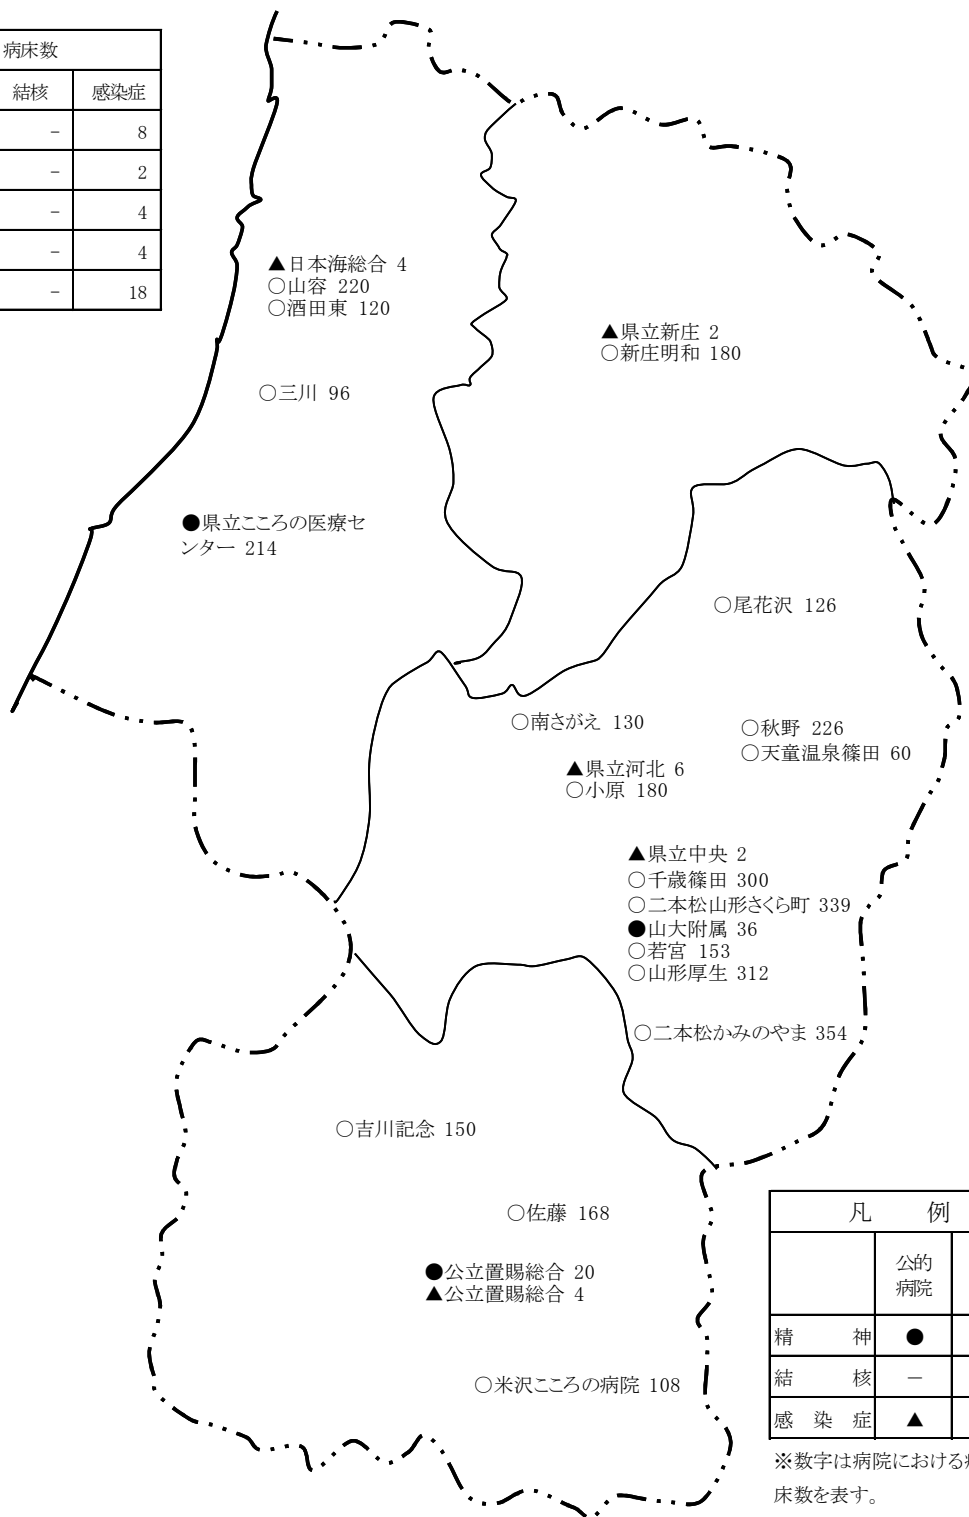 病床数
結核 感染症
- 8
- 2
- 4
- 4
- 18
▲日本海総合 4
○山容 220
○酒田東 120
▲県立新庄 2
○新庄明和 180
○三川 96
●県立こころの医療セ
ンター 214
○尾花沢 126
○南さがえ 130
○秋野 226
○天童温泉篠田 60
▲県立河北 6
○小原 180
▲県立中央 2
○千歳篠田 300
○二本松山形さくら町 339
●山大附属 36
○若宮 153
○山形厚生 312
○二本松かみのやま 354
○吉川記念 150
○佐藤 168
●公立置賜総合 20
▲公立置賜総合 4
○米沢こころの病院 108
凡 例
公的
病院
精 神 ●
結 核 －
感 染 症 ▲
※数字は病院における
床数を表す。